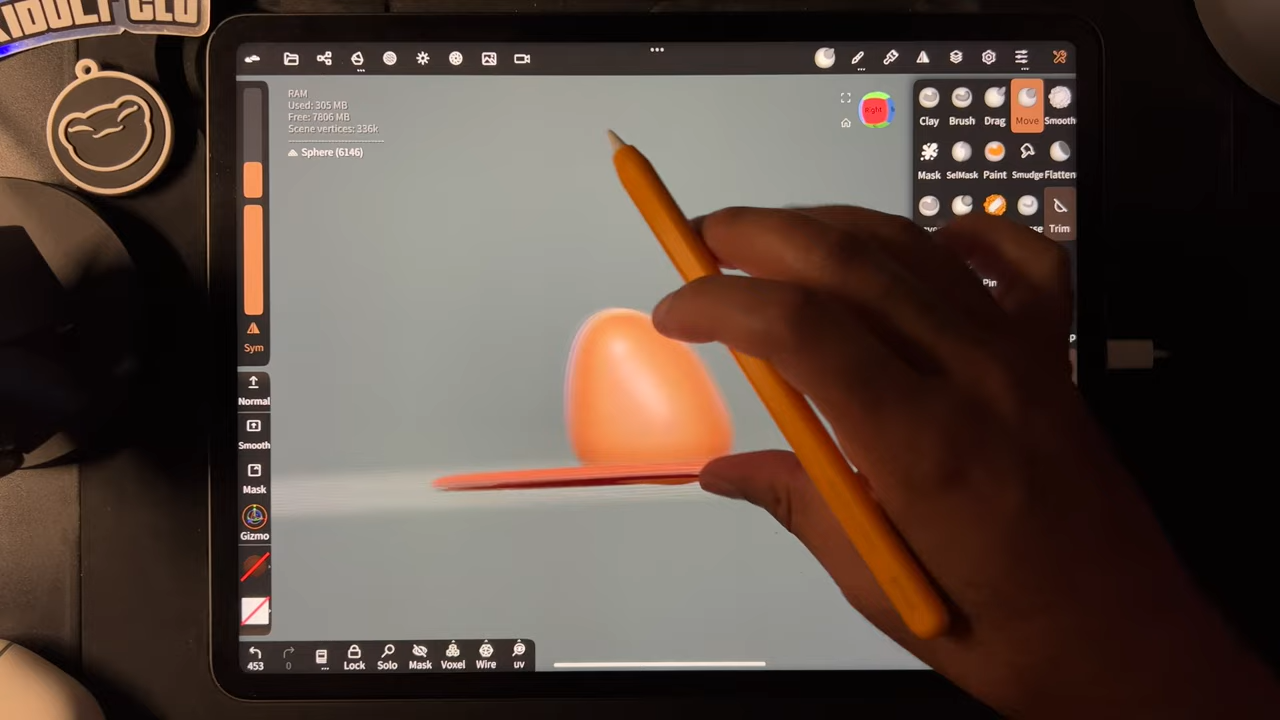 RAM
Used: 305 MB
Free: 7806 MB
Scene vertices: 336k
Sphere (6146)
Right
Clay Brush Drag Move Smooth
Mask SelMask Paint Smudge Flatten
Trim
Sym
Normal
Smooth
Mask
Gizmo
453 0 Lock Solo Mask Voxel Wire uv